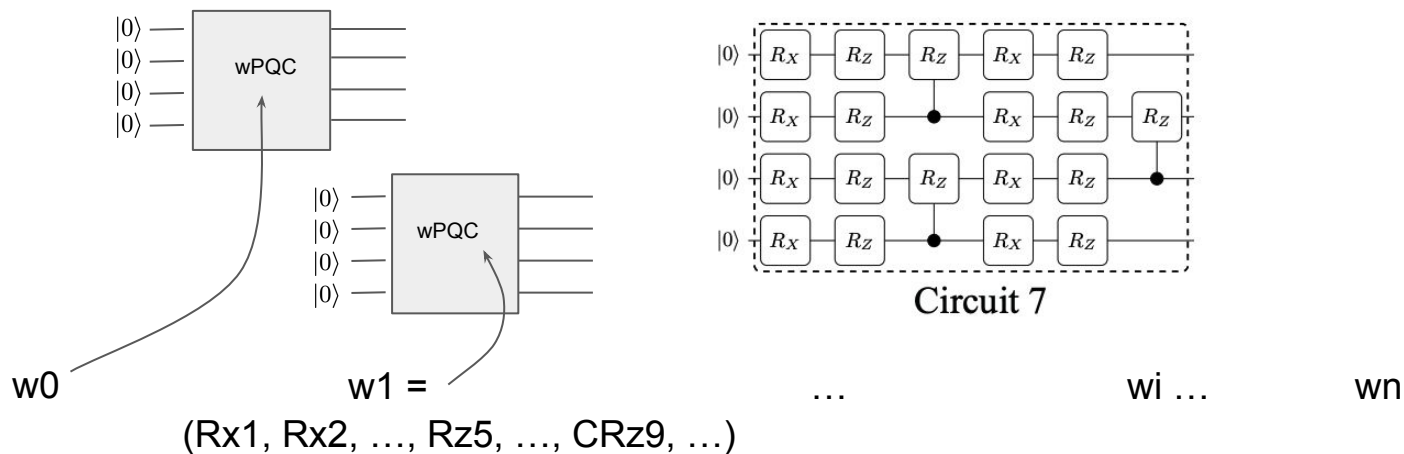 |0⟩
|0⟩
|0⟩
|0⟩
wPQC
|0⟩
|0⟩
|0⟩
|0⟩
wPQC
|0⟩ R_X R_Z R_Z R_X R_Z
|0⟩ R_X R_Z R_X R_Z R_Z
|0⟩ R_X R_Z R_Z R_X R_Z
|0⟩ R_X R_Z R_X R_Z
Circuit 7
w0 w1 = … wi … wn
(Rx1, Rx2, …, Rz5, …, CRz9, …)